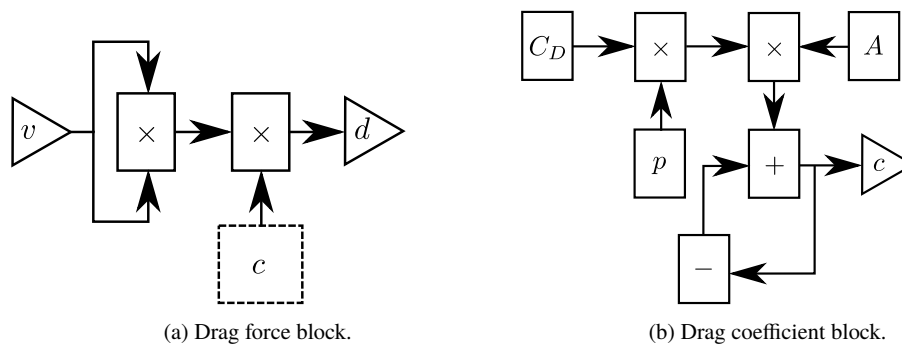 v
×
×
d
c
(a) Drag force block.
C_D
×
×
A
p
+
c
−
(b) Drag coefficient block.